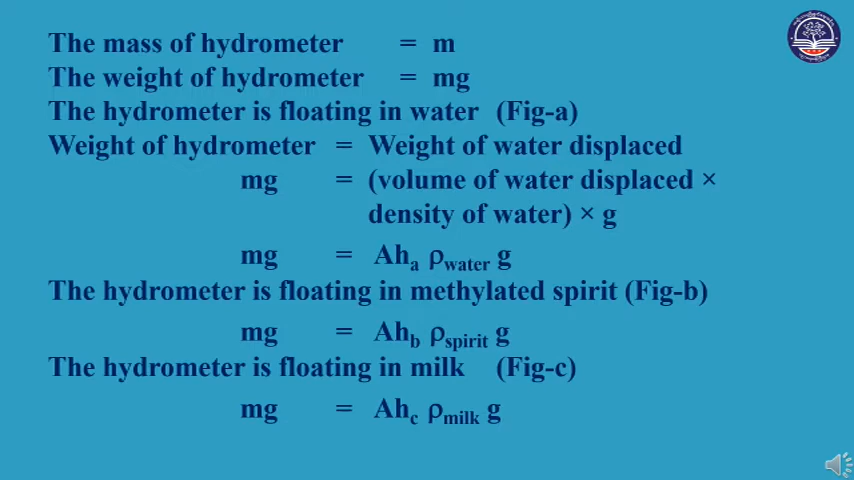 The mass of hydrometer = m
The weight of hydrometer = mg
The hydrometer is floating in water (Fig-a)
Weight of hydrometer = Weight of water displaced
mg = (volume of water displaced ×
density of water) × g
mg = Ahₐ ρ_water g
The hydrometer is floating in methylated spirit (Fig-b)
mg = Ah_b ρ_spirit g
The hydrometer is floating in milk (Fig-c)
mg = Ah_c ρ_milk g